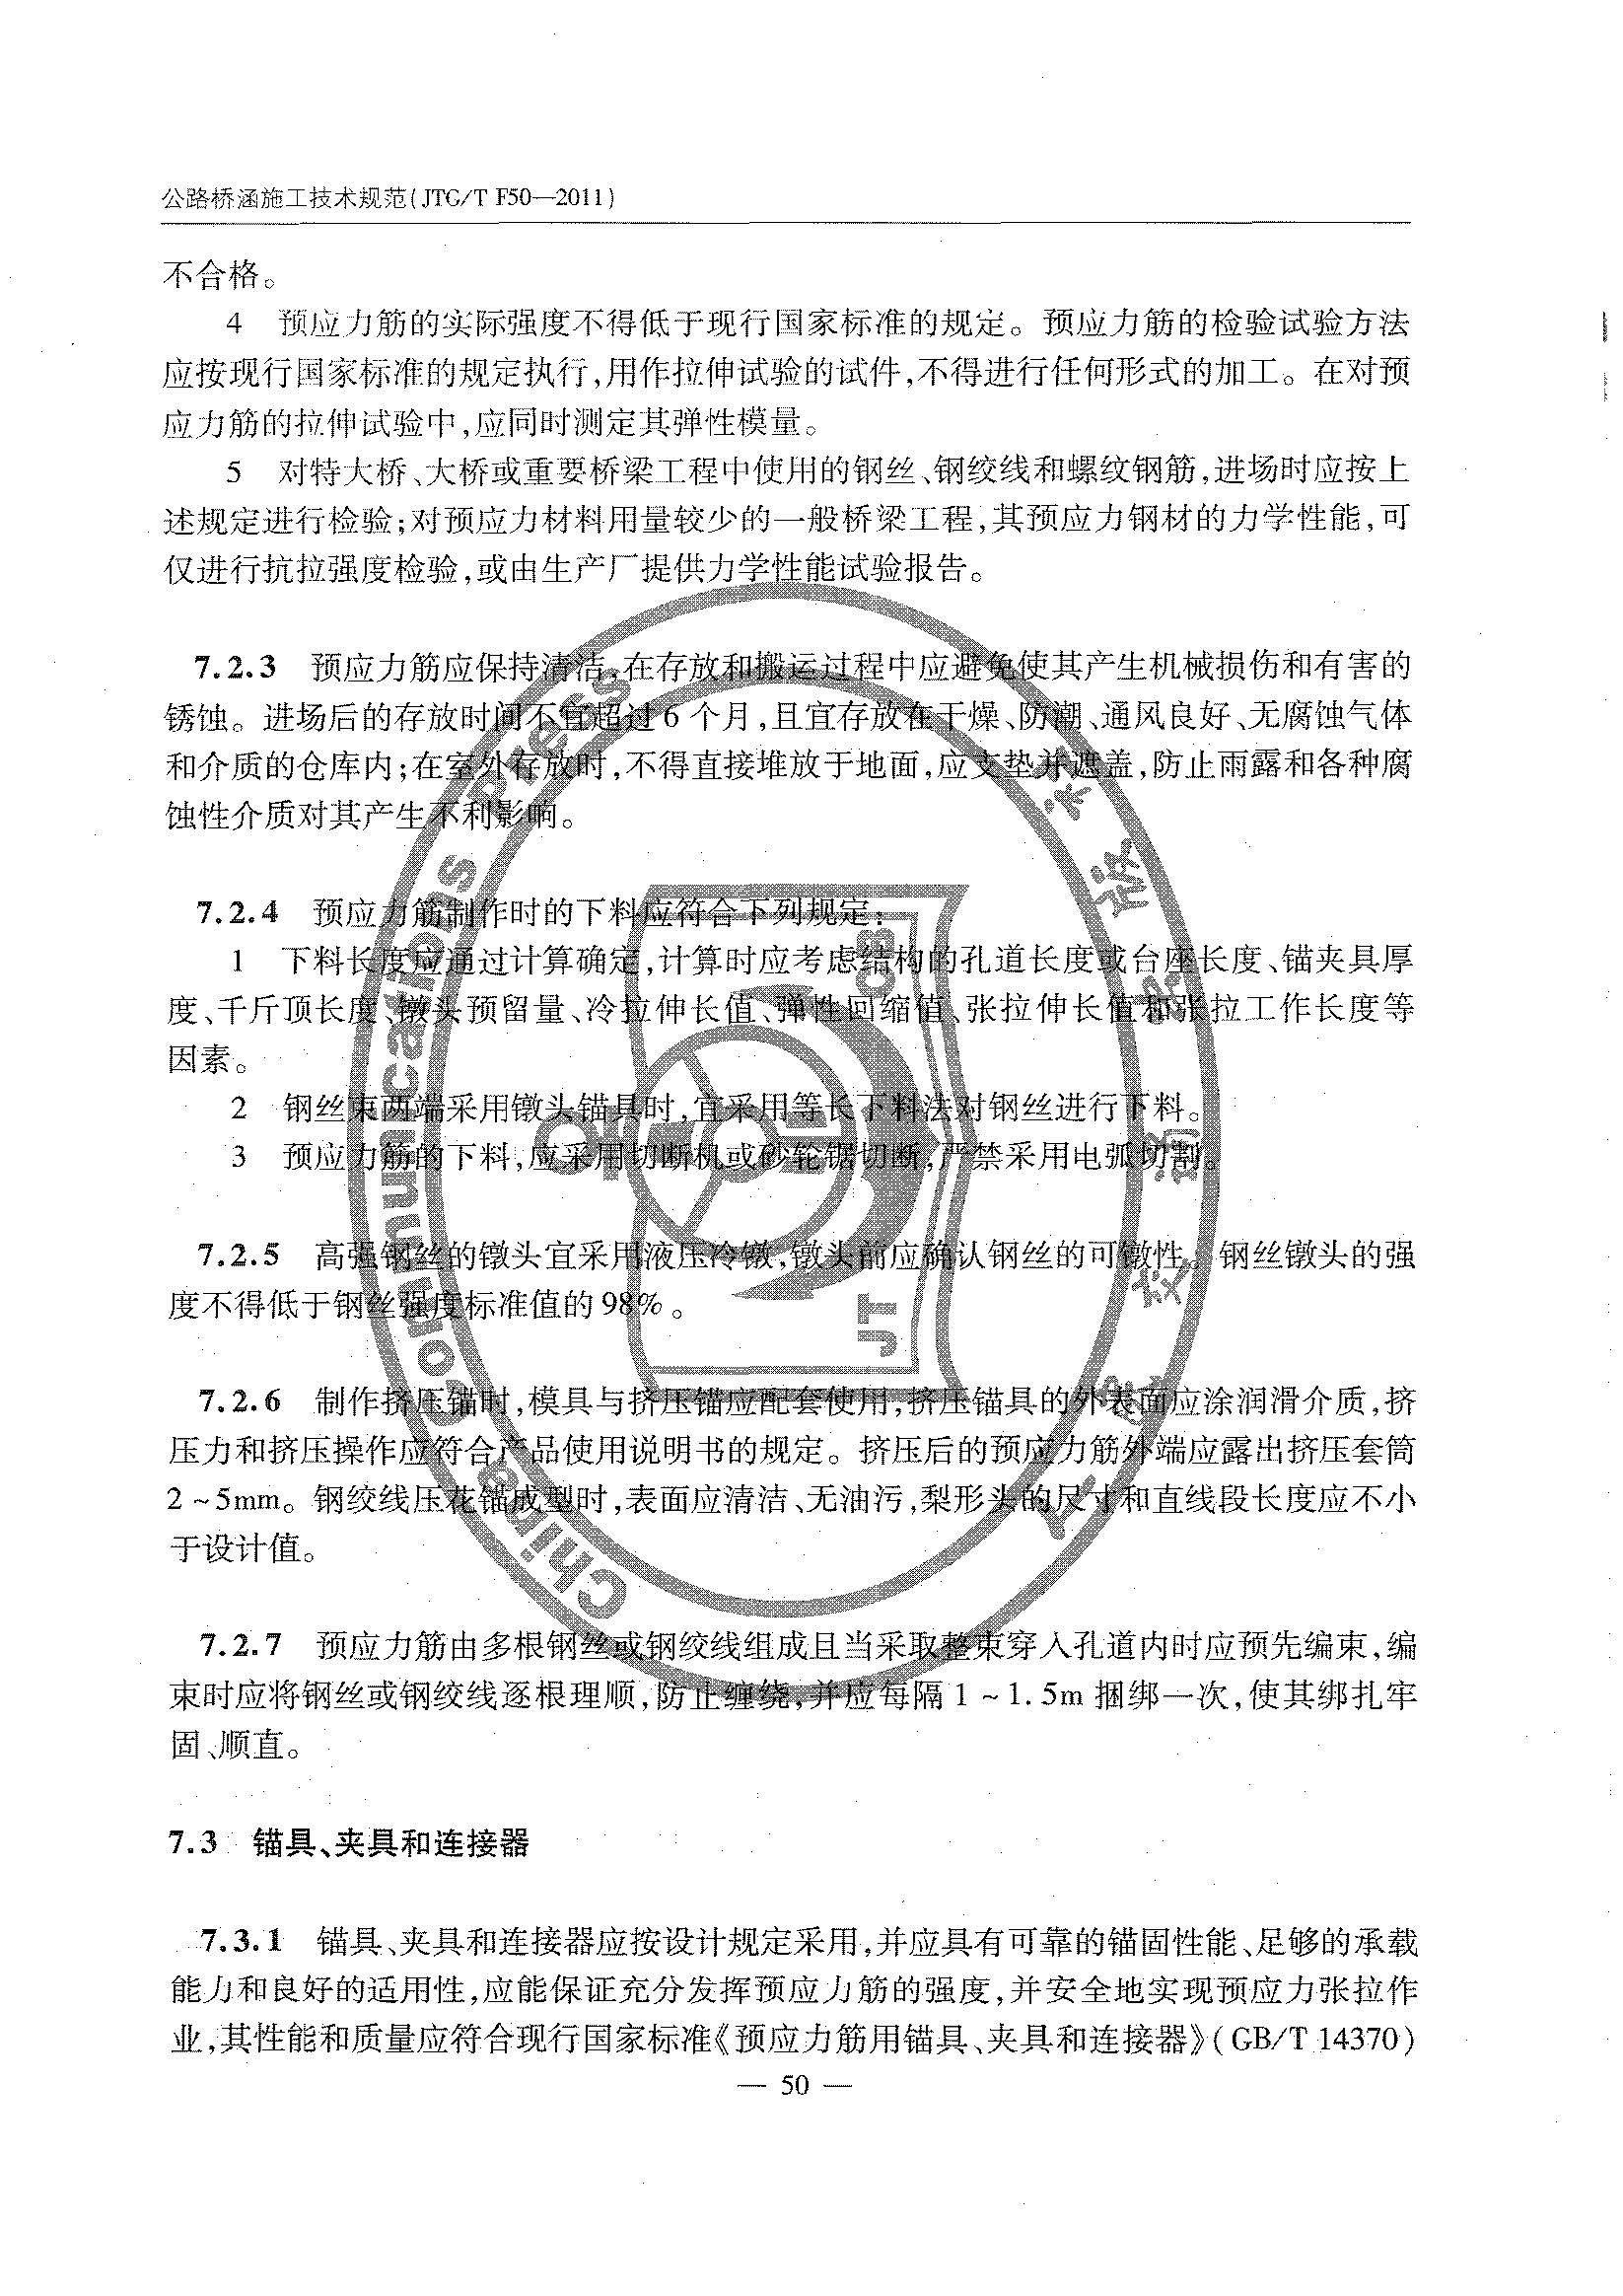 公路桥涵施工技术规范(JTG/T F50—2011)
不合格。
4 预应力筋的实际强度不得低于现行国家标准的规定。预应力筋的检验试验方法
应按现行国家标准的规定执行,用作拉伸试验的试件,不得进行任何形式的加工。在对预
应力筋的拉伸试验中,应同时测定其弹性模量。
5 对特大桥、大桥或重要桥梁工程中使用的钢丝、钢绞线和螺纹钢筋,进场时应按上
述规定进行检验;对预应力材料用量较少的一般桥梁工程,其预应力钢材的力学性能,可
仅进行抗拉强度检验,或由生产厂提供力学性能试验报告。
7.2.3 预应力筋应保持清洁,在存放和搬运过程中应避免使其产生机械损伤和有害的
锈蚀。进场后的存放时间不宜超过6个月,且宜存放在干燥、防潮、通风良好、无腐蚀气体
和介质的仓库内;在室外存放时,不得直接堆放于地面,应支垫并遮盖,防止雨露和各种腐
蚀性介质对其产生不利影响。
7.2.4 预应力筋制作时的下料应符合下列规定:
1 下料长度应通过计算确定,计算时应考虑结构的孔道长度或台座长度、锚夹具厚
度、千斤顶长度、镦头预留量、冷拉伸长值、弹性回缩值、张拉伸长值和张拉工作长度等
因素。
2 钢丝束两端采用镦头锚具时,宜采用等长下料法对钢丝进行下料。
3 预应力筋的下料,应采用切断机或砂轮锯切断,严禁采用电弧切割。
7.2.5 高强钢丝的镦头宜采用液压冷镦,镦头前应确认钢丝的可镦性。钢丝镦头的强
度不得低于钢丝强度标准值的98%。
7.2.6 制作挤压锚时,模具与挤压锚应配套使用,挤压锚具的外表面应涂润滑介质,挤
压力和挤压操作应符合产品使用说明书的规定。挤压后的预应力筋外端应露出挤压套筒
2~5mm。钢绞线压花锚成型时,表面应清洁、无油污,梨形头的尺寸和直线段长度应不小
于设计值。
7.2.7 预应力筋由多根钢丝或钢绞线组成且当采取整束穿入孔道内时应预先编束,编
束时应将钢丝或钢绞线逐根理顺,防止缠绕,并应每隔1~1.5m捆绑一次,使其绑扎牢
固、顺直。
7.3 锚具、夹具和连接器
7.3.1 锚具、夹具和连接器应按设计规定采用,并应具有可靠的锚固性能、足够的承载
能力和良好的适用性,应能保证充分发挥预应力筋的强度,并安全地实现预应力张拉作
业,其性能和质量应符合现行国家标准《预应力筋用锚具、夹具和连接器》(GB/T 14370)
— 50 —
China Communications Press
人民交通出版社
JT
CB